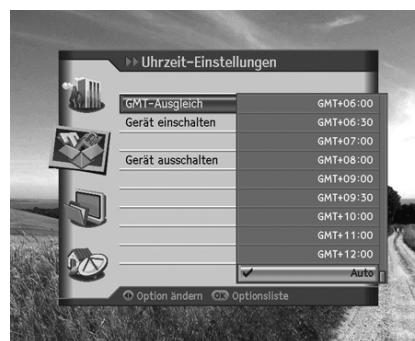 Uhrzeit-Einstellungen
GMT-Ausgleich
GMT+06:00
Gerät einschalten
GMT+06:30
GMT+07:00
Gerät ausschalten
GMT+08:00
GMT+09:00
GMT+09:30
GMT+10:00
GMT+11:00
GMT+12:00
Auto
Option ändern OK Optionsliste